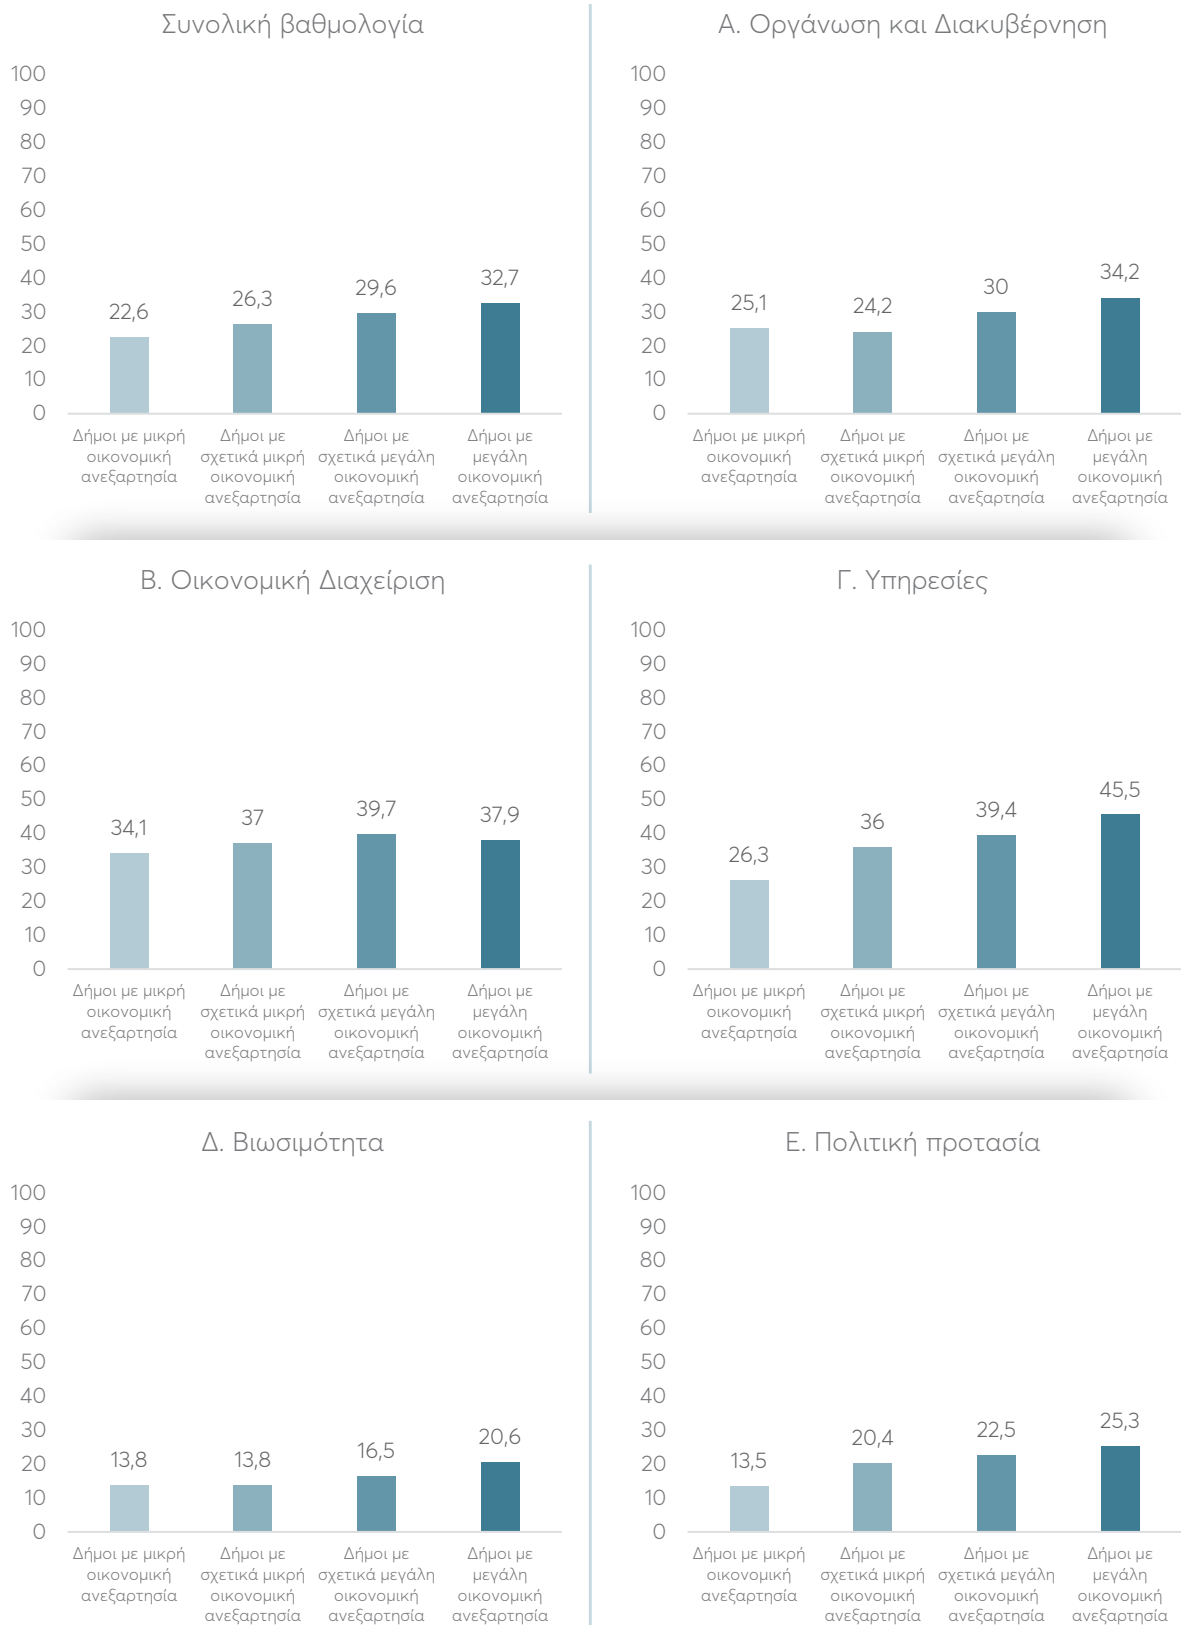 Συνολική βαθμολογία
100
90
80
70
60
50
40
30
20
10
0
22,6
26,3
29,6
32,7
Δήμοι με μικρή
οικονομική
ανεξαρτησία
Δήμοι με
σχετικά μικρή
οικονομική
ανεξαρτησία
Δήμοι με
σχετικά μεγάλη
οικονομική
ανεξαρτησία
Δήμοι με
μεγάλη
οικονομική
ανεξαρτησία
Α. Οργάνωση και Διακυβέρνηση
100
90
80
70
60
50
40
30
20
10
0
25,1
24,2
30
34,2
Δήμοι με μικρή
οικονομική
ανεξαρτησία
Δήμοι με
σχετικά μικρή
οικονομική
ανεξαρτησία
Δήμοι με
σχετικά μεγάλη
οικονομική
ανεξαρτησία
Δήμοι με
μεγάλη
οικονομική
ανεξαρτησία
Β. Οικονομική Διαχείριση
100
90
80
70
60
50
40
30
20
10
0
34,1
37
39,7
37,9
Δήμοι με μικρή
οικονομική
ανεξαρτησία
Δήμοι με
σχετικά μικρή
οικονομική
ανεξαρτησία
Δήμοι με
σχετικά μεγάλη
οικονομική
ανεξαρτησία
Δήμοι με
μεγάλη
οικονομική
ανεξαρτησία
Γ. Υπηρεσίες
100
90
80
70
60
50
40
30
20
10
0
26,3
36
39,4
45,5
Δήμοι με μικρή
οικονομική
ανεξαρτησία
Δήμοι με
σχετικά μικρή
οικονομική
ανεξαρτησία
Δήμοι με
σχετικά μεγάλη
οικονομική
ανεξαρτησία
Δήμοι με
μεγάλη
οικονομική
ανεξαρτησία
Δ. Βιωσιμότητα
100
90
80
70
60
50
40
30
20
10
0
13,8
13,8
16,5
20,6
Δήμοι με μικρή
οικονομική
ανεξαρτησία
Δήμοι με
σχετικά μικρή
οικονομική
ανεξαρτησία
Δήμοι με
σχετικά μεγάλη
οικονομική
ανεξαρτησία
Δήμοι με
μεγάλη
οικονομική
ανεξαρτησία
Ε. Πολιτική προτασία
100
90
80
70
60
50
40
30
20
10
0
13,5
20,4
22,5
25,3
Δήμοι με μικρή
οικονομική
ανεξαρτησία
Δήμοι με
σχετικά μικρή
οικονομική
ανεξαρτησία
Δήμοι με
σχετικά μεγάλη
οικονομική
ανεξαρτησία
Δήμοι με
μεγάλη
οικονομική
ανεξαρτησία